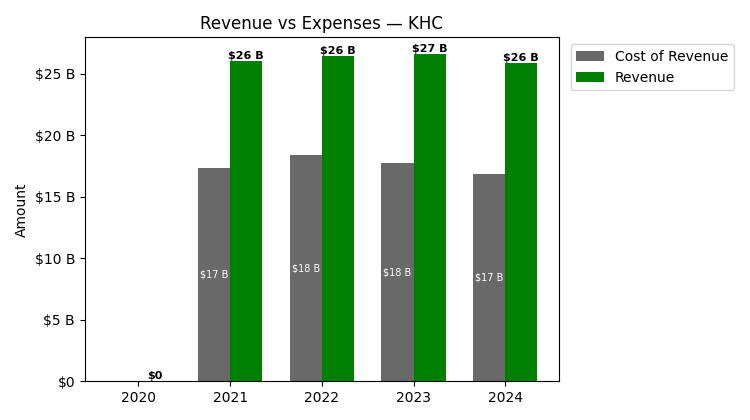 Revenue vs Expenses — KHC
Cost of Revenue
Revenue
Amount
$25 B
$20 B
$15 B
$10 B
$5 B
$0
$26 B
$26 B
$27 B
$26 B
$17 B
$18 B
$18 B
$17 B
$0
2020
2021
2022
2023
2024